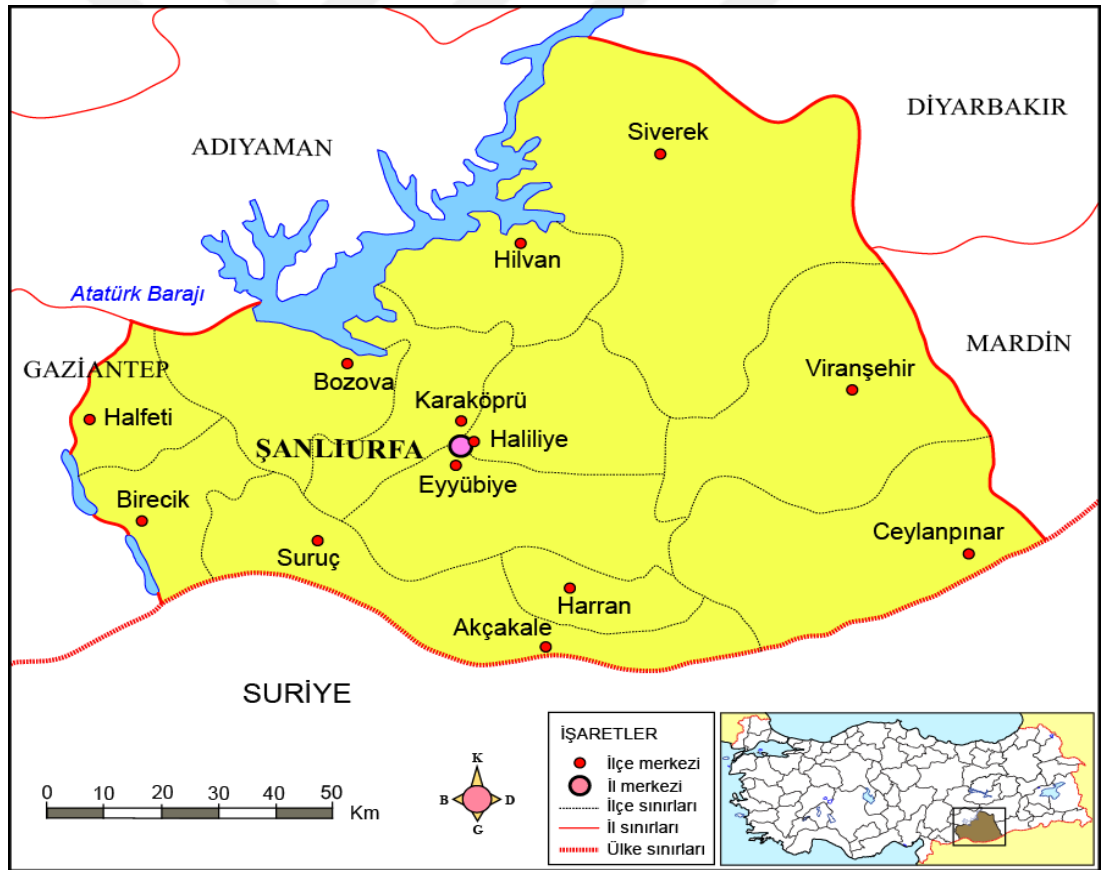 DİYARBAKIR
Siverek
ADIYAMAN
Hilvan
Atatürk Barajı
MARDİN
GAZİANTEP
Bozova
Viranşehir
Karaköprü
Halfeti
ŞANLIURFA
Haliliye
Eyyübiye
Birecik
Ceylanpınar
Suruç
Harran
Akçakale
SURİYE
İŞARETLER
İlçe merkezi
İl merkezi
İlçe sınırları
İl sınırları
Ülke sınırları
K
B D
G
0 10 20 30 40 50
Km